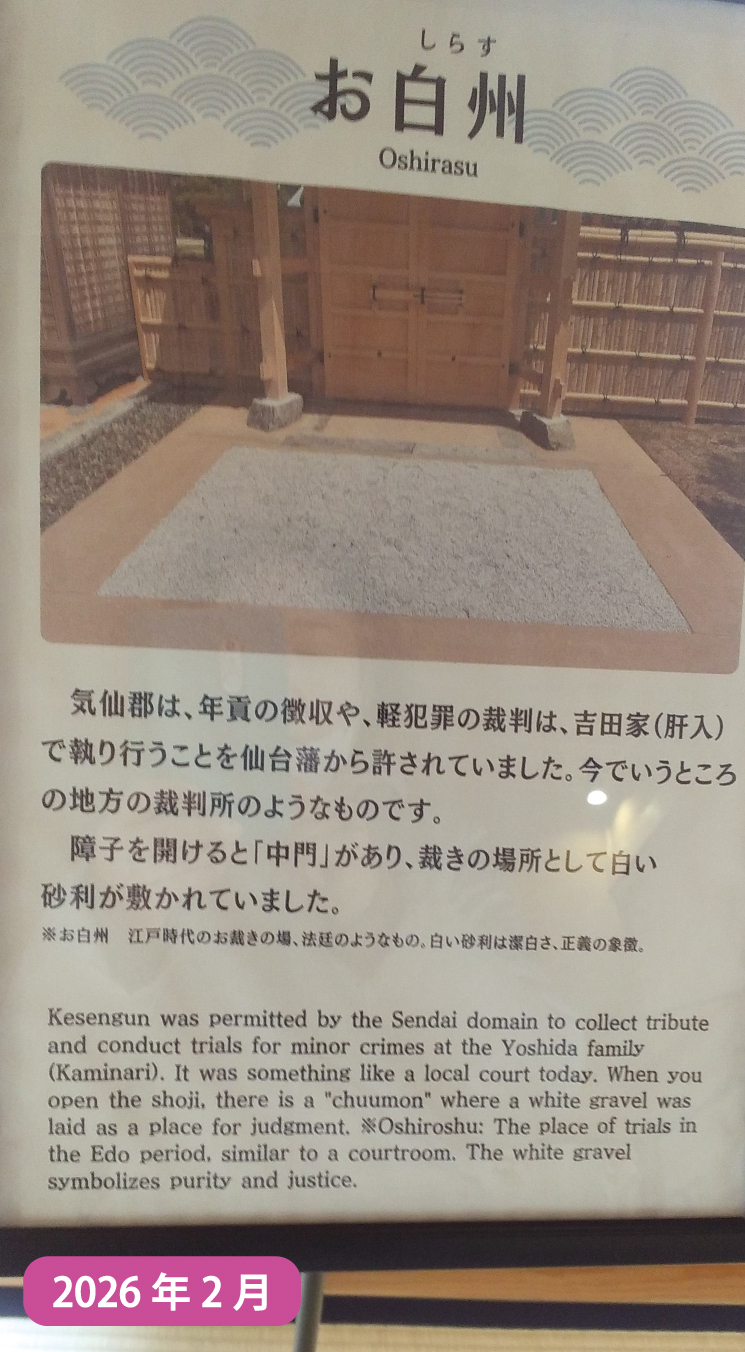 しらす
お白州
Oshirasu
気仙郡は、年貢の徴収や、軽犯罪の裁判は、吉田家(肝入)
で執り行うことを仙台藩から許されていました。今でいうところ
の地方の裁判所のようなものです。
障子を開けると「中門」があり、裁きの場所として白い
砂利が敷かれていました。
※お白州　江戸時代のお裁きの場、法廷のようなもの。白い砂利は潔白さ、正義の象徴。
Kesengun was permitted by the Sendai domain to collect tribute
and conduct trials for minor crimes at the Yoshida family
(Kaminari). It was something like a local court today. When you
open the shoji, there is a "chuumon" where a white gravel was
laid as a place for judgment. ※Oshiroshu: The place of trials in
the Edo period, similar to a courtroom. The white gravel
symbolizes purity and justice.
2026年2月